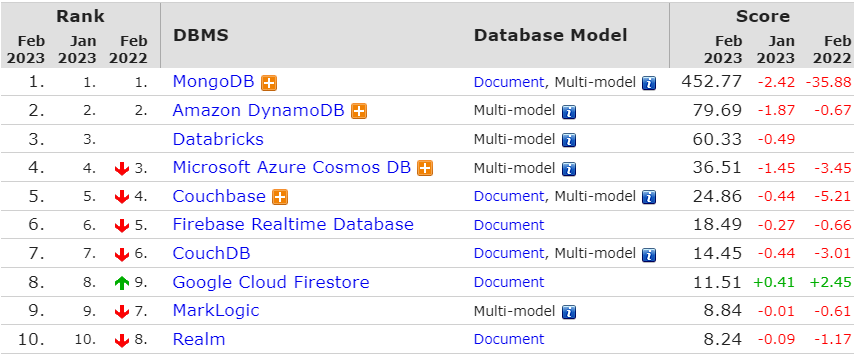 Rank DBMS Database Model Score
Feb 2023 Jan 2023 Feb 2022 Feb 2023 Jan 2023 Feb 2022
1. 1. 1. MongoDB Document, Multi-model 452.77 -2.42 -35.88
2. 2. 2. Amazon DynamoDB Multi-model 79.69 -1.87 -0.67
3. 3. Databricks Multi-model 60.33 -0.49
4. 4. 3. Microsoft Azure Cosmos DB Multi-model 36.51 -1.45 -3.45
5. 5. 4. Couchbase Document, Multi-model 24.86 -0.44 -5.21
6. 6. 5. Firebase Realtime Database Document 18.49 -0.27 -0.66
7. 7. 6. CouchDB Document, Multi-model 14.45 -0.44 -3.01
8. 8. 9. Google Cloud Firestore Document 11.51 +0.41 +2.45
9. 9. 7. MarkLogic Multi-model 8.84 -0.01 -0.61
10. 10. 8. Realm Document 8.24 -0.09 -1.17